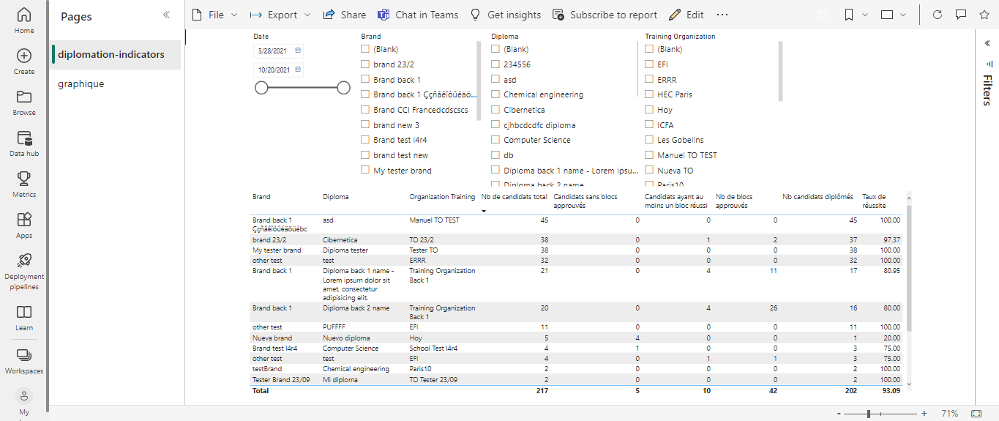 File Export Share Chat in Teams Get insights Subscribe to report Edit ···
Home
Create
Browse
Data hub
Metrics
Apps
Deployment
pipelines
Learn
Workspaces
My
Pages
diplomation-indicators
graphique
Date
3/28/2021
10/20/2021
Brand
(Blank)
brand 23/2
Brand back 1
Brand back 1 Ççñâêîôûéäö...
Brand CCI Francedcdscscs
brand new 3
Brand test l4r4
brand test new
My tester brand
Diploma
(Blank)
234556
asd
Chemical engineering
Cibernetica
cjhbcdcdfc diploma
Computer Science
db
Diploma back 1 name - Lorem ipsu...
Diploma back 2 name
Training Organization
(Blank)
EFI
ERRR
HEC Paris
Hoy
ICFA
Les Gobelins
Manuel TO TEST
Nueva TO
Paris10
Filters
Brand Diploma Organization Training Nb de candidats total Candidats sans blocs approuvés Candidats ayant au moins un bloc réussi Nb de blocs approuvés Nb candidats diplômés Taux de réussite
Brand back 1 Ççñâêîôûéäöüèbc asd Manuel TO TEST 45 0 0 0 45 100.00
brand 23/2 Cibernetica TO 23/2 38 0 1 2 37 97.37
My tester brand Diploma tester Tester TO 38 0 0 0 38 100.00
other test test ERRR 32 0 0 0 32 100.00
Brand back 1 Diploma back 1 name - Lorem ipsum dolor sit amet, consectetur adipisicing elit. Training Organization Back 1 21 0 4 11 17 80.95
Brand back 1 Diploma back 2 name Training Organization Back 1 20 0 4 26 16 80.00
other test PUFFFF EFI 11 0 0 0 11 100.00
Nueva brand Nuevo diploma Hoy 5 4 0 0 1 20.00
Brand test l4r4 Computer Science School Test l4r4 4 1 0 0 3 75.00
other test test EFI 4 0 1 1 3 75.00
testBrand Chemical engineering Paris10 2 0 0 0 2 100.00
Tester Brand 23/09 Mi diploma TO Tester 23/09 2 0 0 0 2 100.00
Total 217 5 10 42 202 93.09
- + 71%